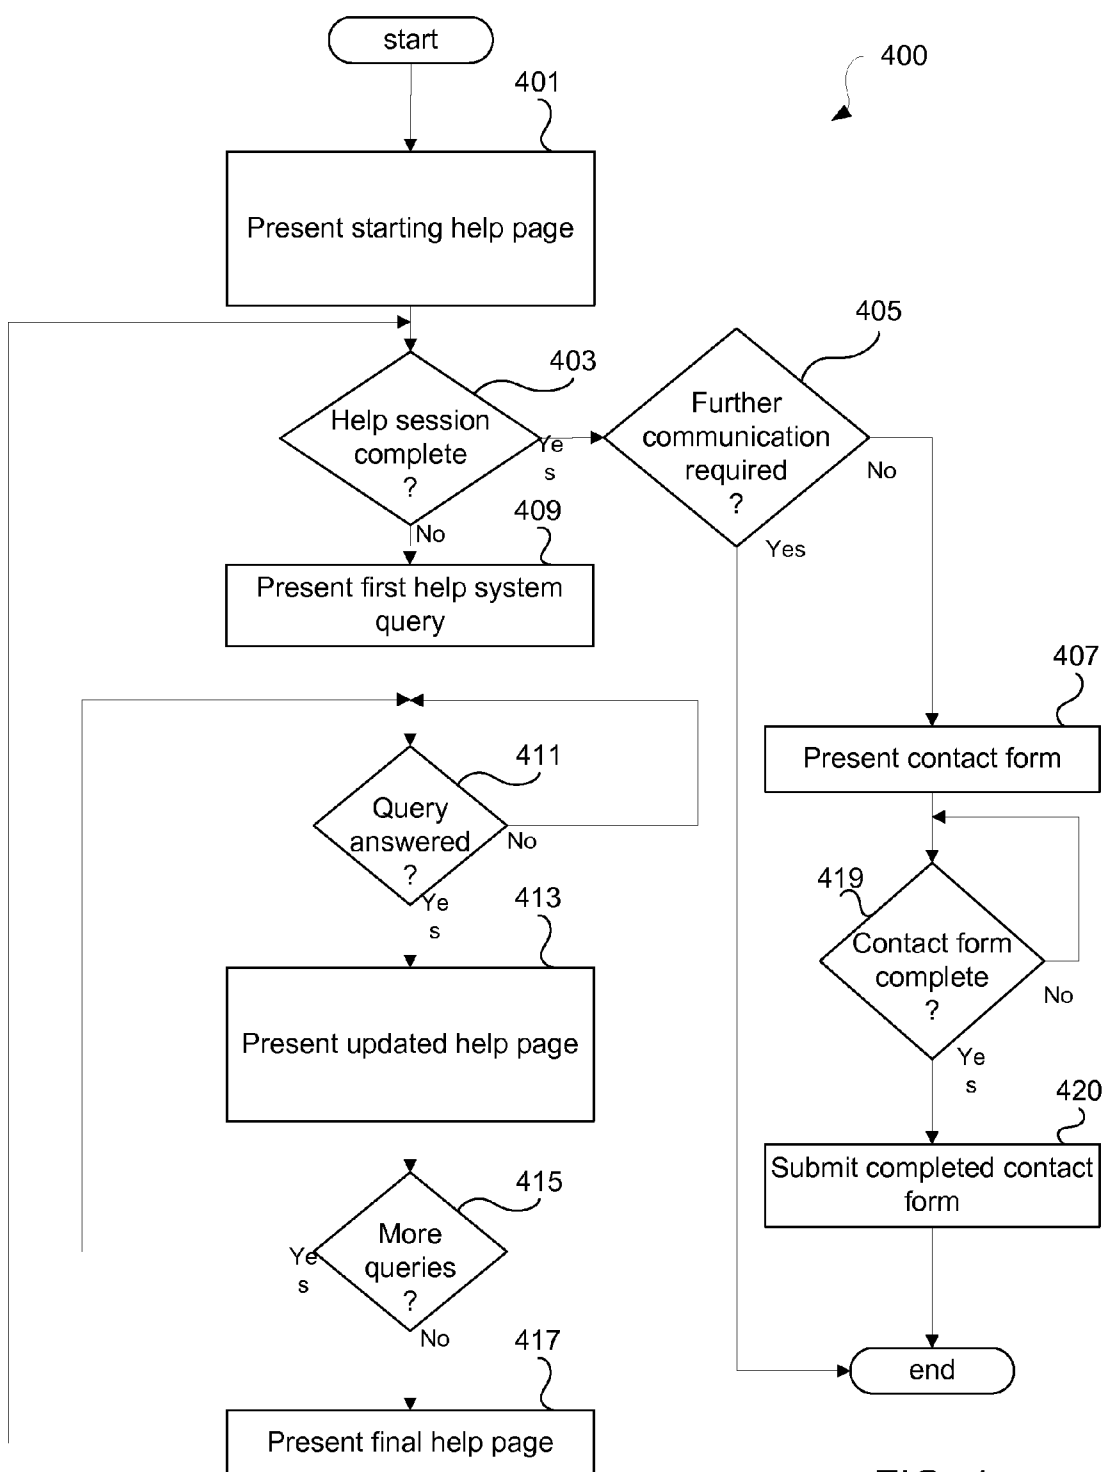 start
400
401
Present starting help page
405
403
Further
communication
required
?
Help session
complete
?
Ye
s
No
409
No
Yes
Present first help system
query
407
411
Present contact form
Query
answered
?
No
Ye
s
419
413
Contact form
complete
?
No
Present updated help page
Ye
s
420
415
Submit completed contact
form
More
queries
?
Ye
s
No
417
end
Present final help page